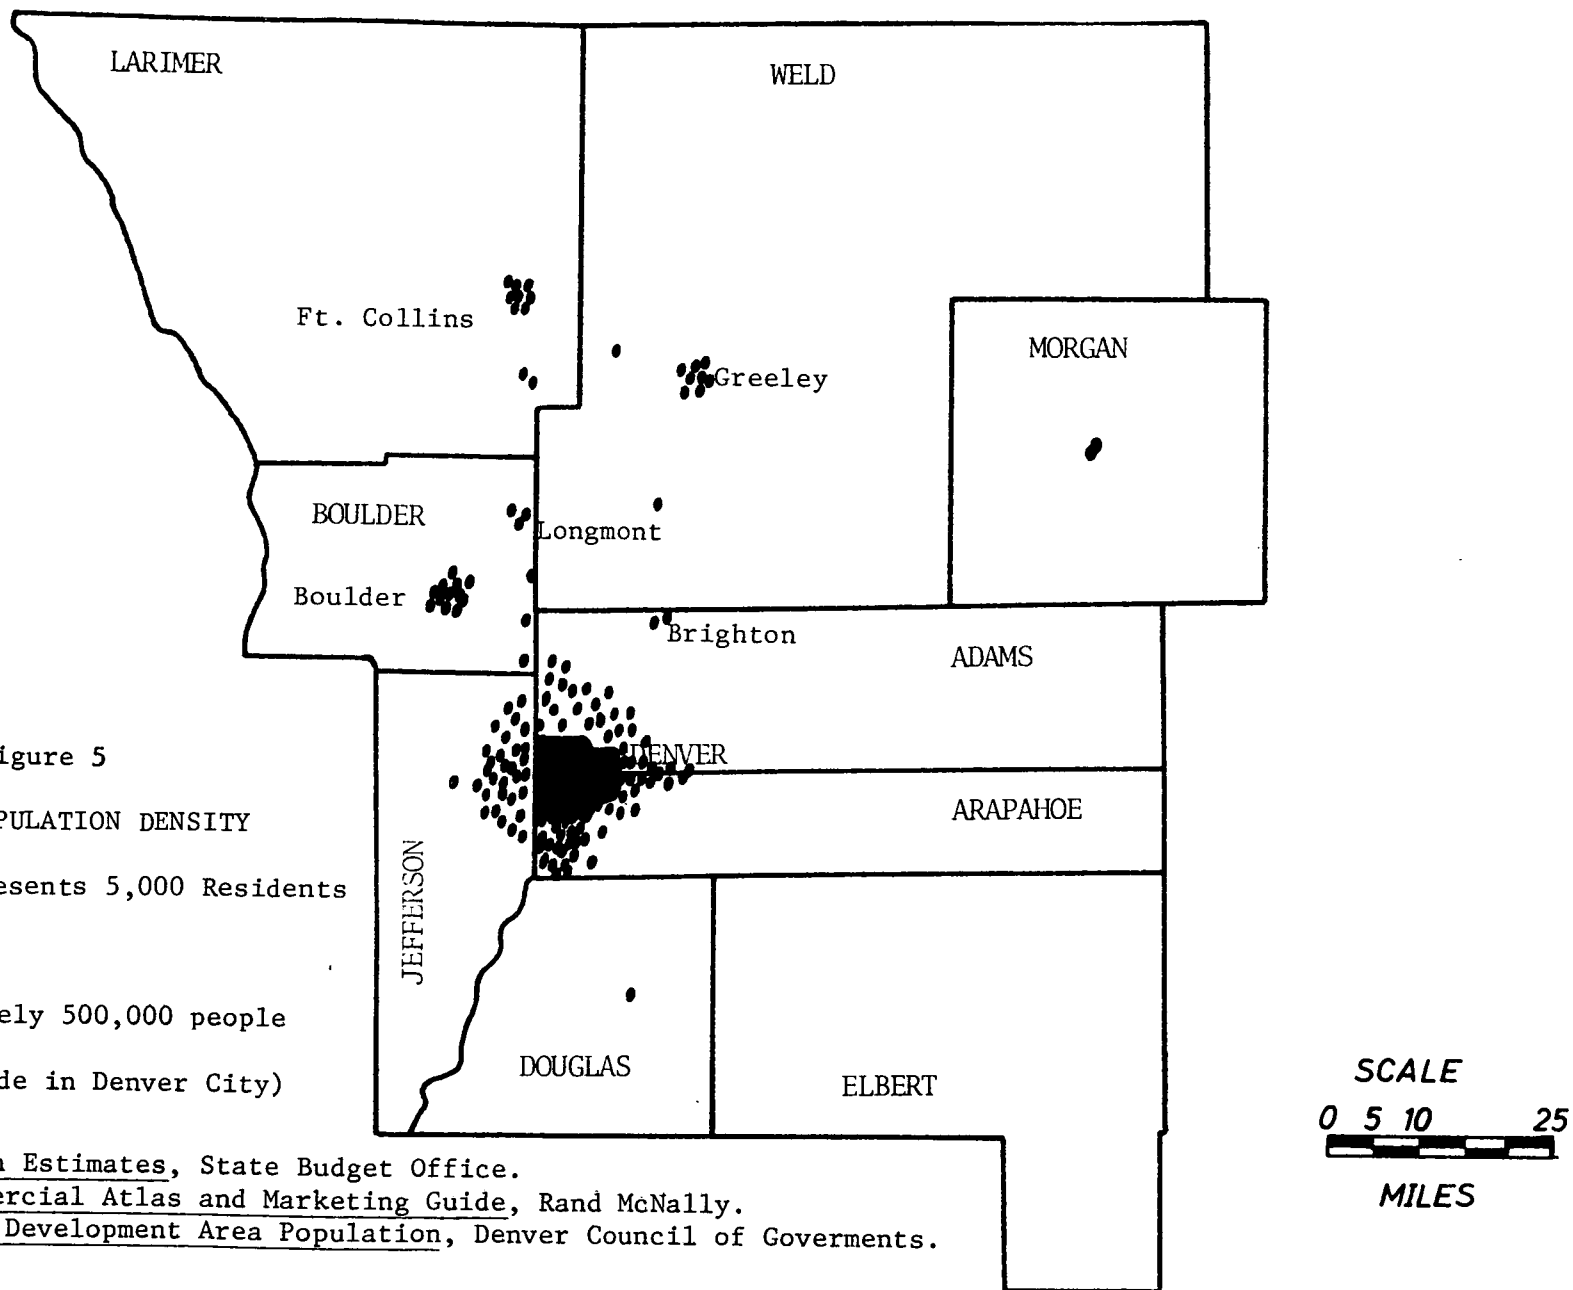 LARIMER
WELD
Ft. Collins
MORGAN
Greeley
BOULDER
Longmont
Boulder
Brighton
ADAMS
DENVER
ARAPAHOE
JEFFERSON
DOUGLAS
ELBERT
igure 5
PULATION DENSITY
esents 5,000 Residents
ely 500,000 people
de in Denver City)
n Estimates, State Budget Office.
ercial Atlas and Marketing Guide, Rand McNally.
Development Area Population, Denver Council of Goverments.
SCALE
0 5 10 25
MILES